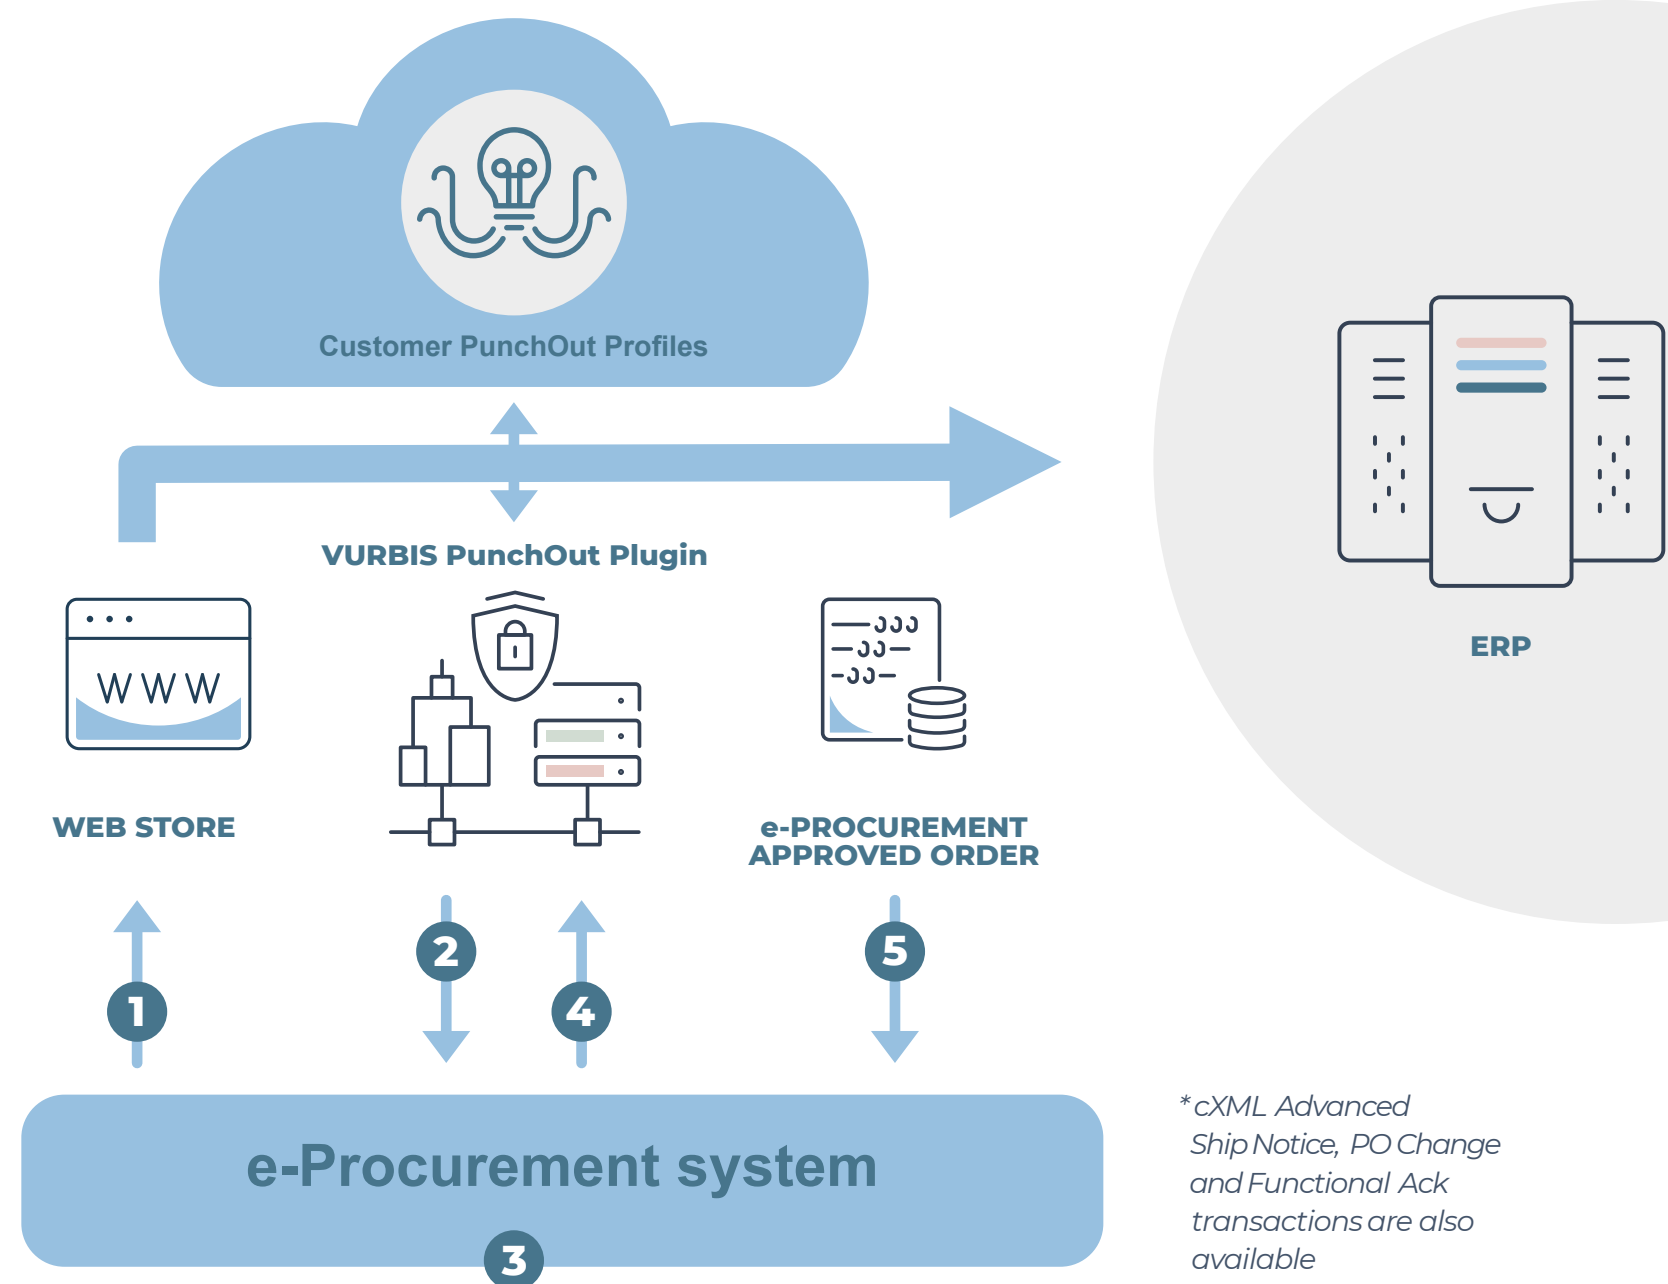 Customer PunchOut Profiles
VURBIS PunchOut Plugin
W W W
WEB STORE
e-PROCUREMENT
APPROVED ORDER
ERP
1
2
4
5
e-Procurement system
3
* cXML Advanced
Ship Notice, PO Change
and Functional Ack
transactions are also
available